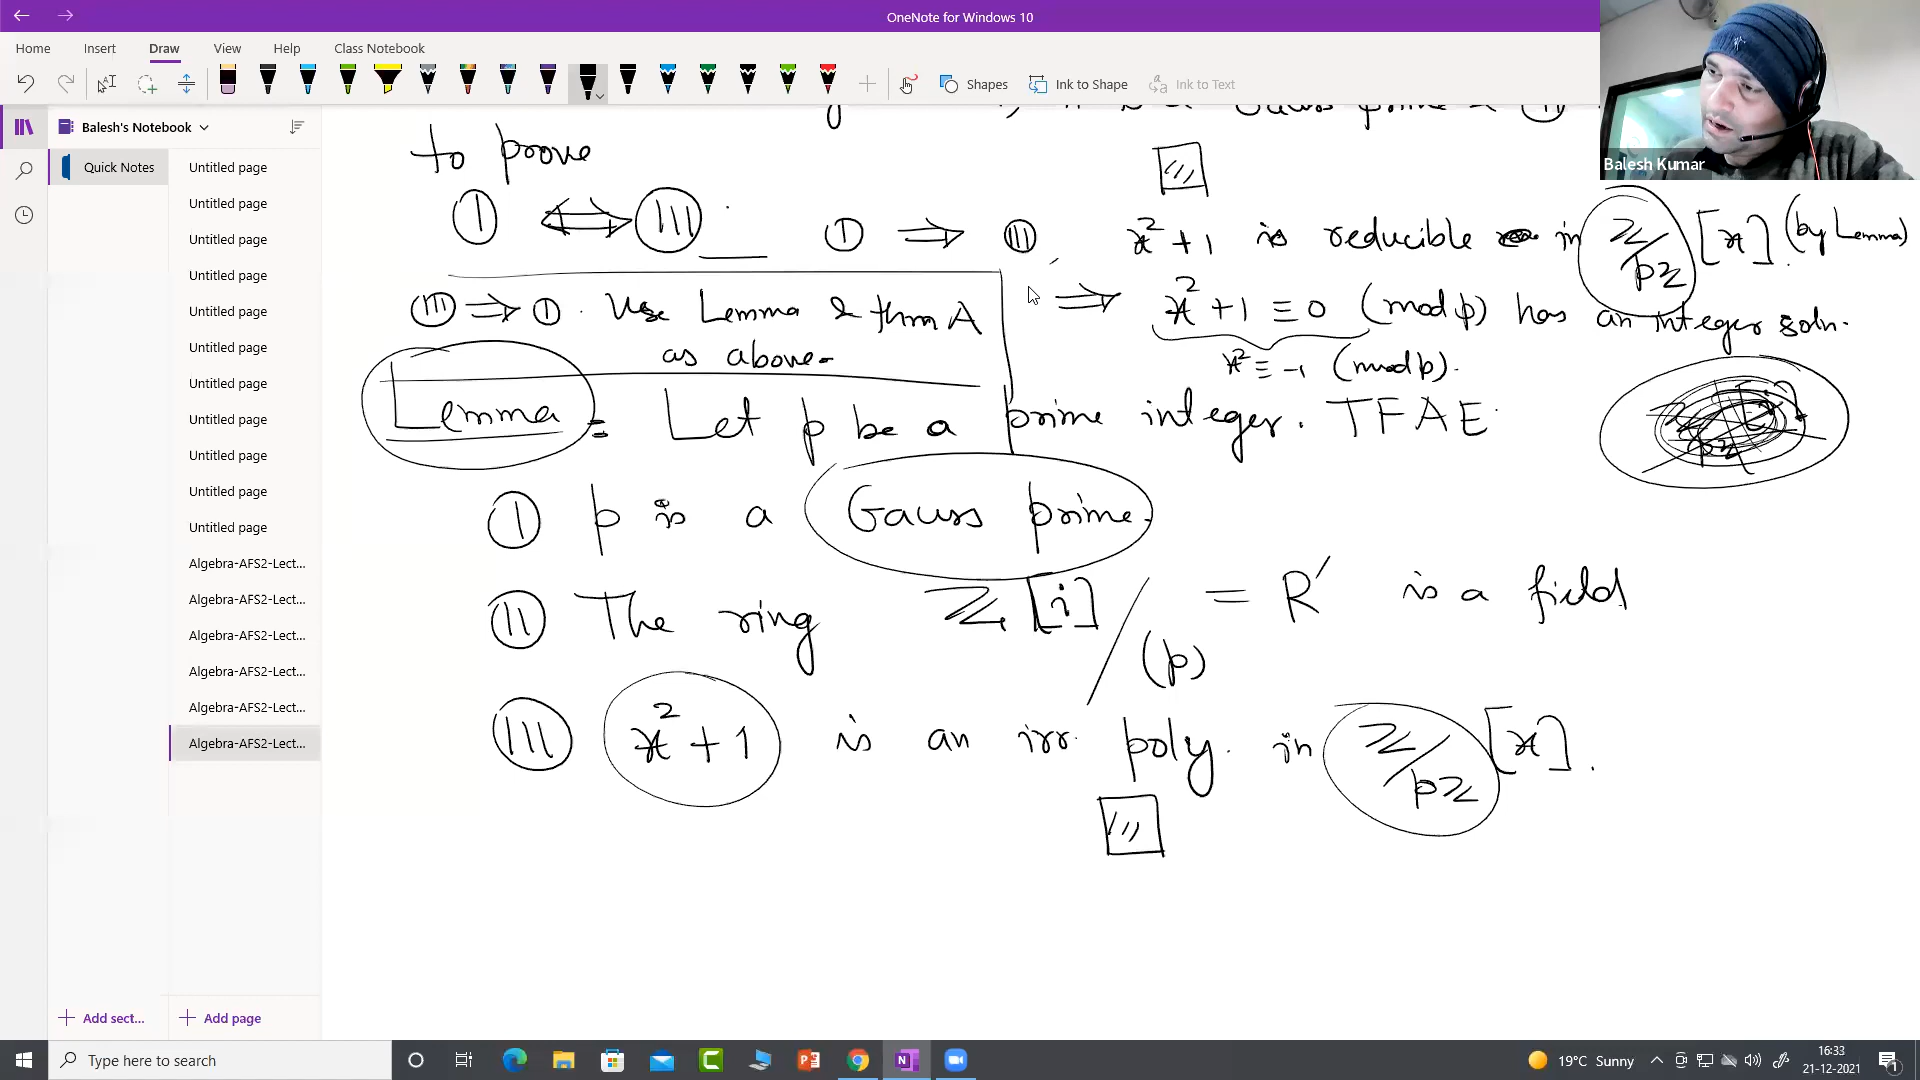 OneNote for Windows 10
Home Insert Draw View Help Class Notebook
Shapes Ink to Shape Ink to Text
Balesh Kumar
Balesh's Notebook
Quick Notes
Untitled page
Untitled page
Untitled page
Untitled page
Untitled page
Untitled page
Untitled page
Untitled page
Untitled page
Untitled page
Untitled page
Algebra-AFS2-Lect...
Algebra-AFS2-Lect...
Algebra-AFS2-Lect...
Algebra-AFS2-Lect...
Algebra-AFS2-Lect...
Algebra-AFS2-Lect...
Add sect... Add page
is a Gauss prime
to prove
I ⟺ III. I ⟹ III x²+1 is reducible in ℤ/pℤ [x] (by Lemma)
III ⟹ I. Use Lemma & thm A ⟹ x²+1 ≡ 0 (mod p) has an integer soln.
as above. x² ≡ -1 (mod p).
Lemma = Let p be a prime integer. TFAE
I p is a Gauss prime.
II The ring ℤ[i]/(p) = R' is a field
III x²+1 is an irr. poly. in ℤ/pℤ [x].
Type here to search
19°C Sunny
16:33
21-12-2021
1